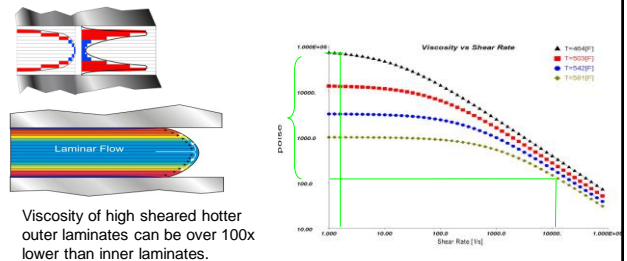 Laminar Flow
Viscosity of high sheared hotter
outer laminates can be over 100x
lower than inner laminates.
Viscosity vs Shear Rate
T=464[F]
T=503[F]
T=542[F]
T=581[F]
1.000E+05
10000.
1000.0
100.0
10.00
poise
1.000 10.00 100.0 1000.0 10000. 1.000E+05
Shear Rate [1/s]